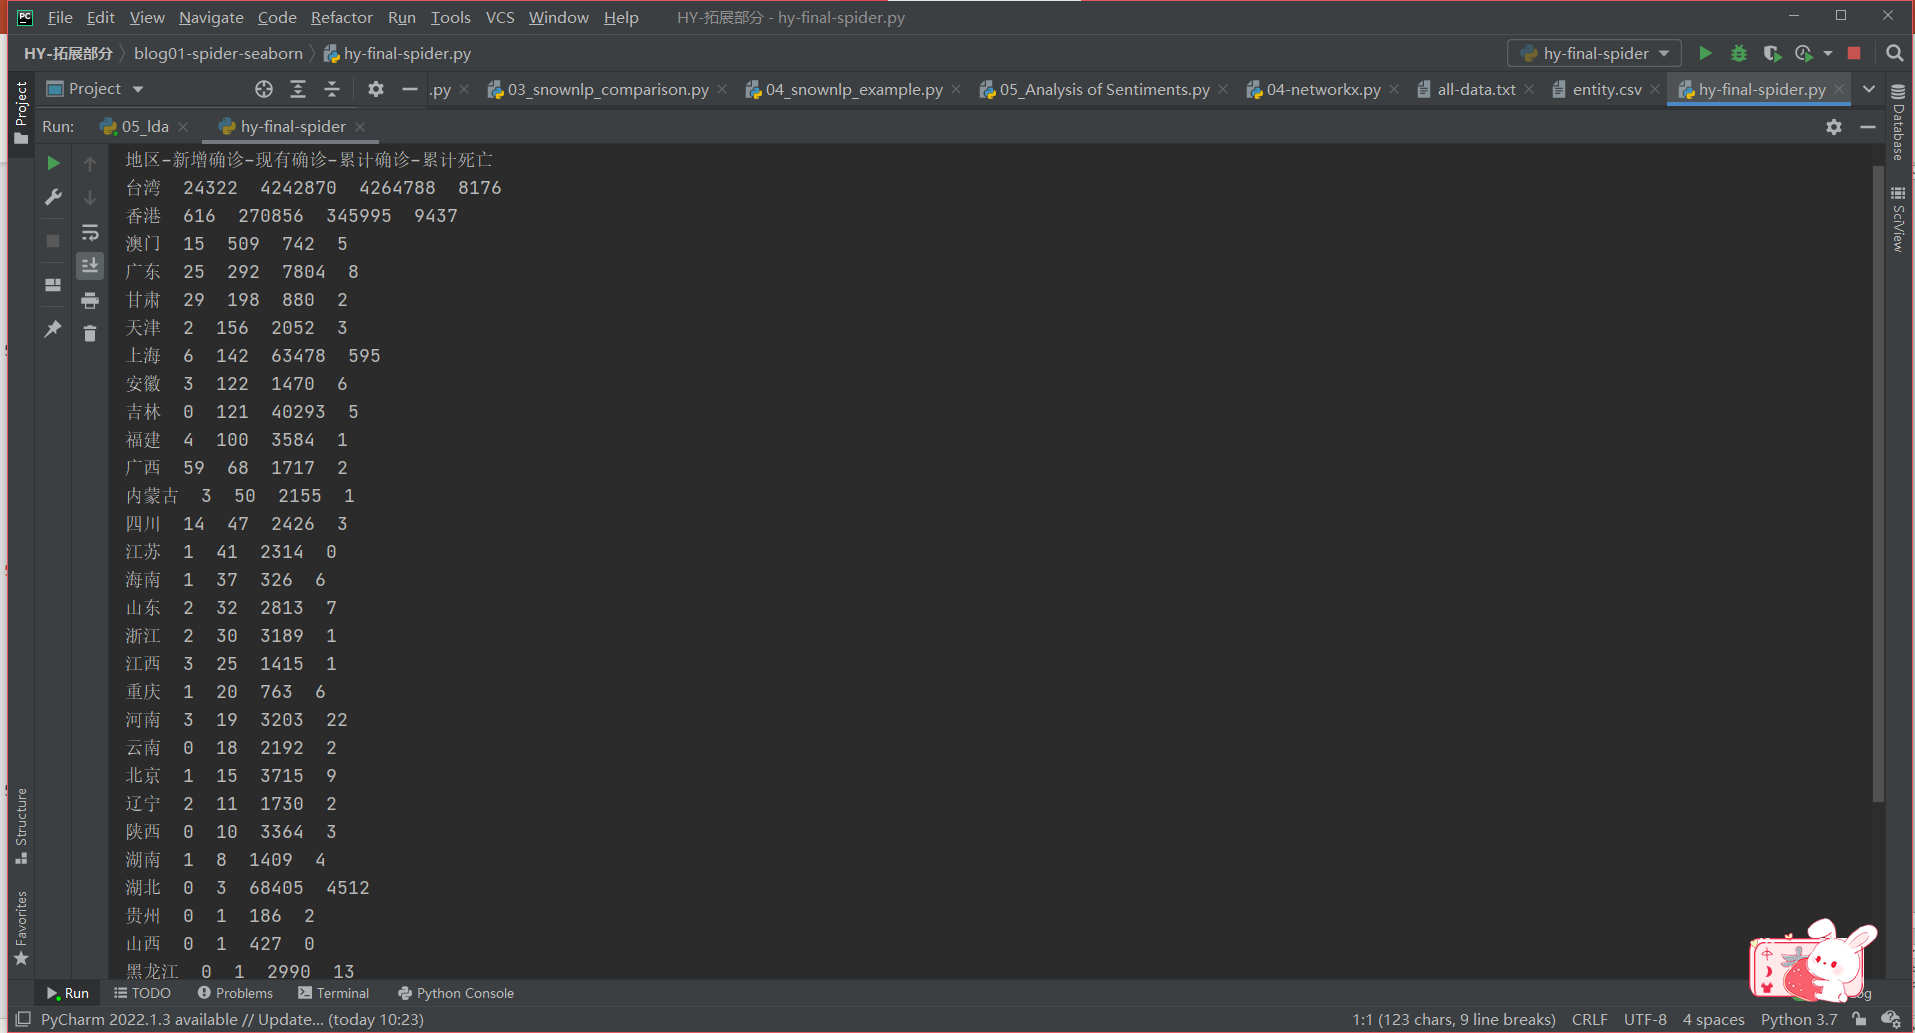 File Edit View Navigate Code Refactor Run Tools VCS Window Help HY-拓展部分 - hy-final-spider.py
HY-拓展部分 blog01-spider-seaborn hy-final-spider.py hy-final-spider
Project .py 03_snownlp_comparison.py 04_snownlp_example.py 05_Analysis of Sentiments.py 04-networkx.py all-data.txt entity.csv hy-final-spider.py
Run: 05_lda hy-final-spider
地区-新增确诊-现有确诊-累计确诊-累计死亡
台湾 24322 4242870 4264788 8176
香港 616 270856 345995 9437
澳门 15 509 742 5
广东 25 292 7804 8
甘肃 29 198 880 2
天津 2 156 2052 3
上海 6 142 63478 595
安徽 3 122 1470 6
吉林 0 121 40293 5
福建 4 100 3584 1
广西 59 68 1717 2
内蒙古 3 50 2155 1
四川 14 47 2426 3
江苏 1 41 2314 0
海南 1 37 326 6
山东 2 32 2813 7
浙江 2 30 3189 1
江西 3 25 1415 1
重庆 1 20 763 6
河南 3 19 3203 22
云南 0 18 2192 2
北京 1 15 3715 9
辽宁 2 11 1730 2
陕西 0 10 3364 3
湖南 1 8 1409 4
湖北 0 3 68405 4512
贵州 0 1 186 2
山西 0 1 427 0
黑龙江 0 1 2990 13
Project
Structure
Favorites
Database
SciView
中
Run TODO Problems Terminal Python Console
PyCharm 2022.1.3 available // Update... (today 10:23) 1:1 (123 chars, 9 line breaks) CRLF UTF-8 4 spaces Python 3.7